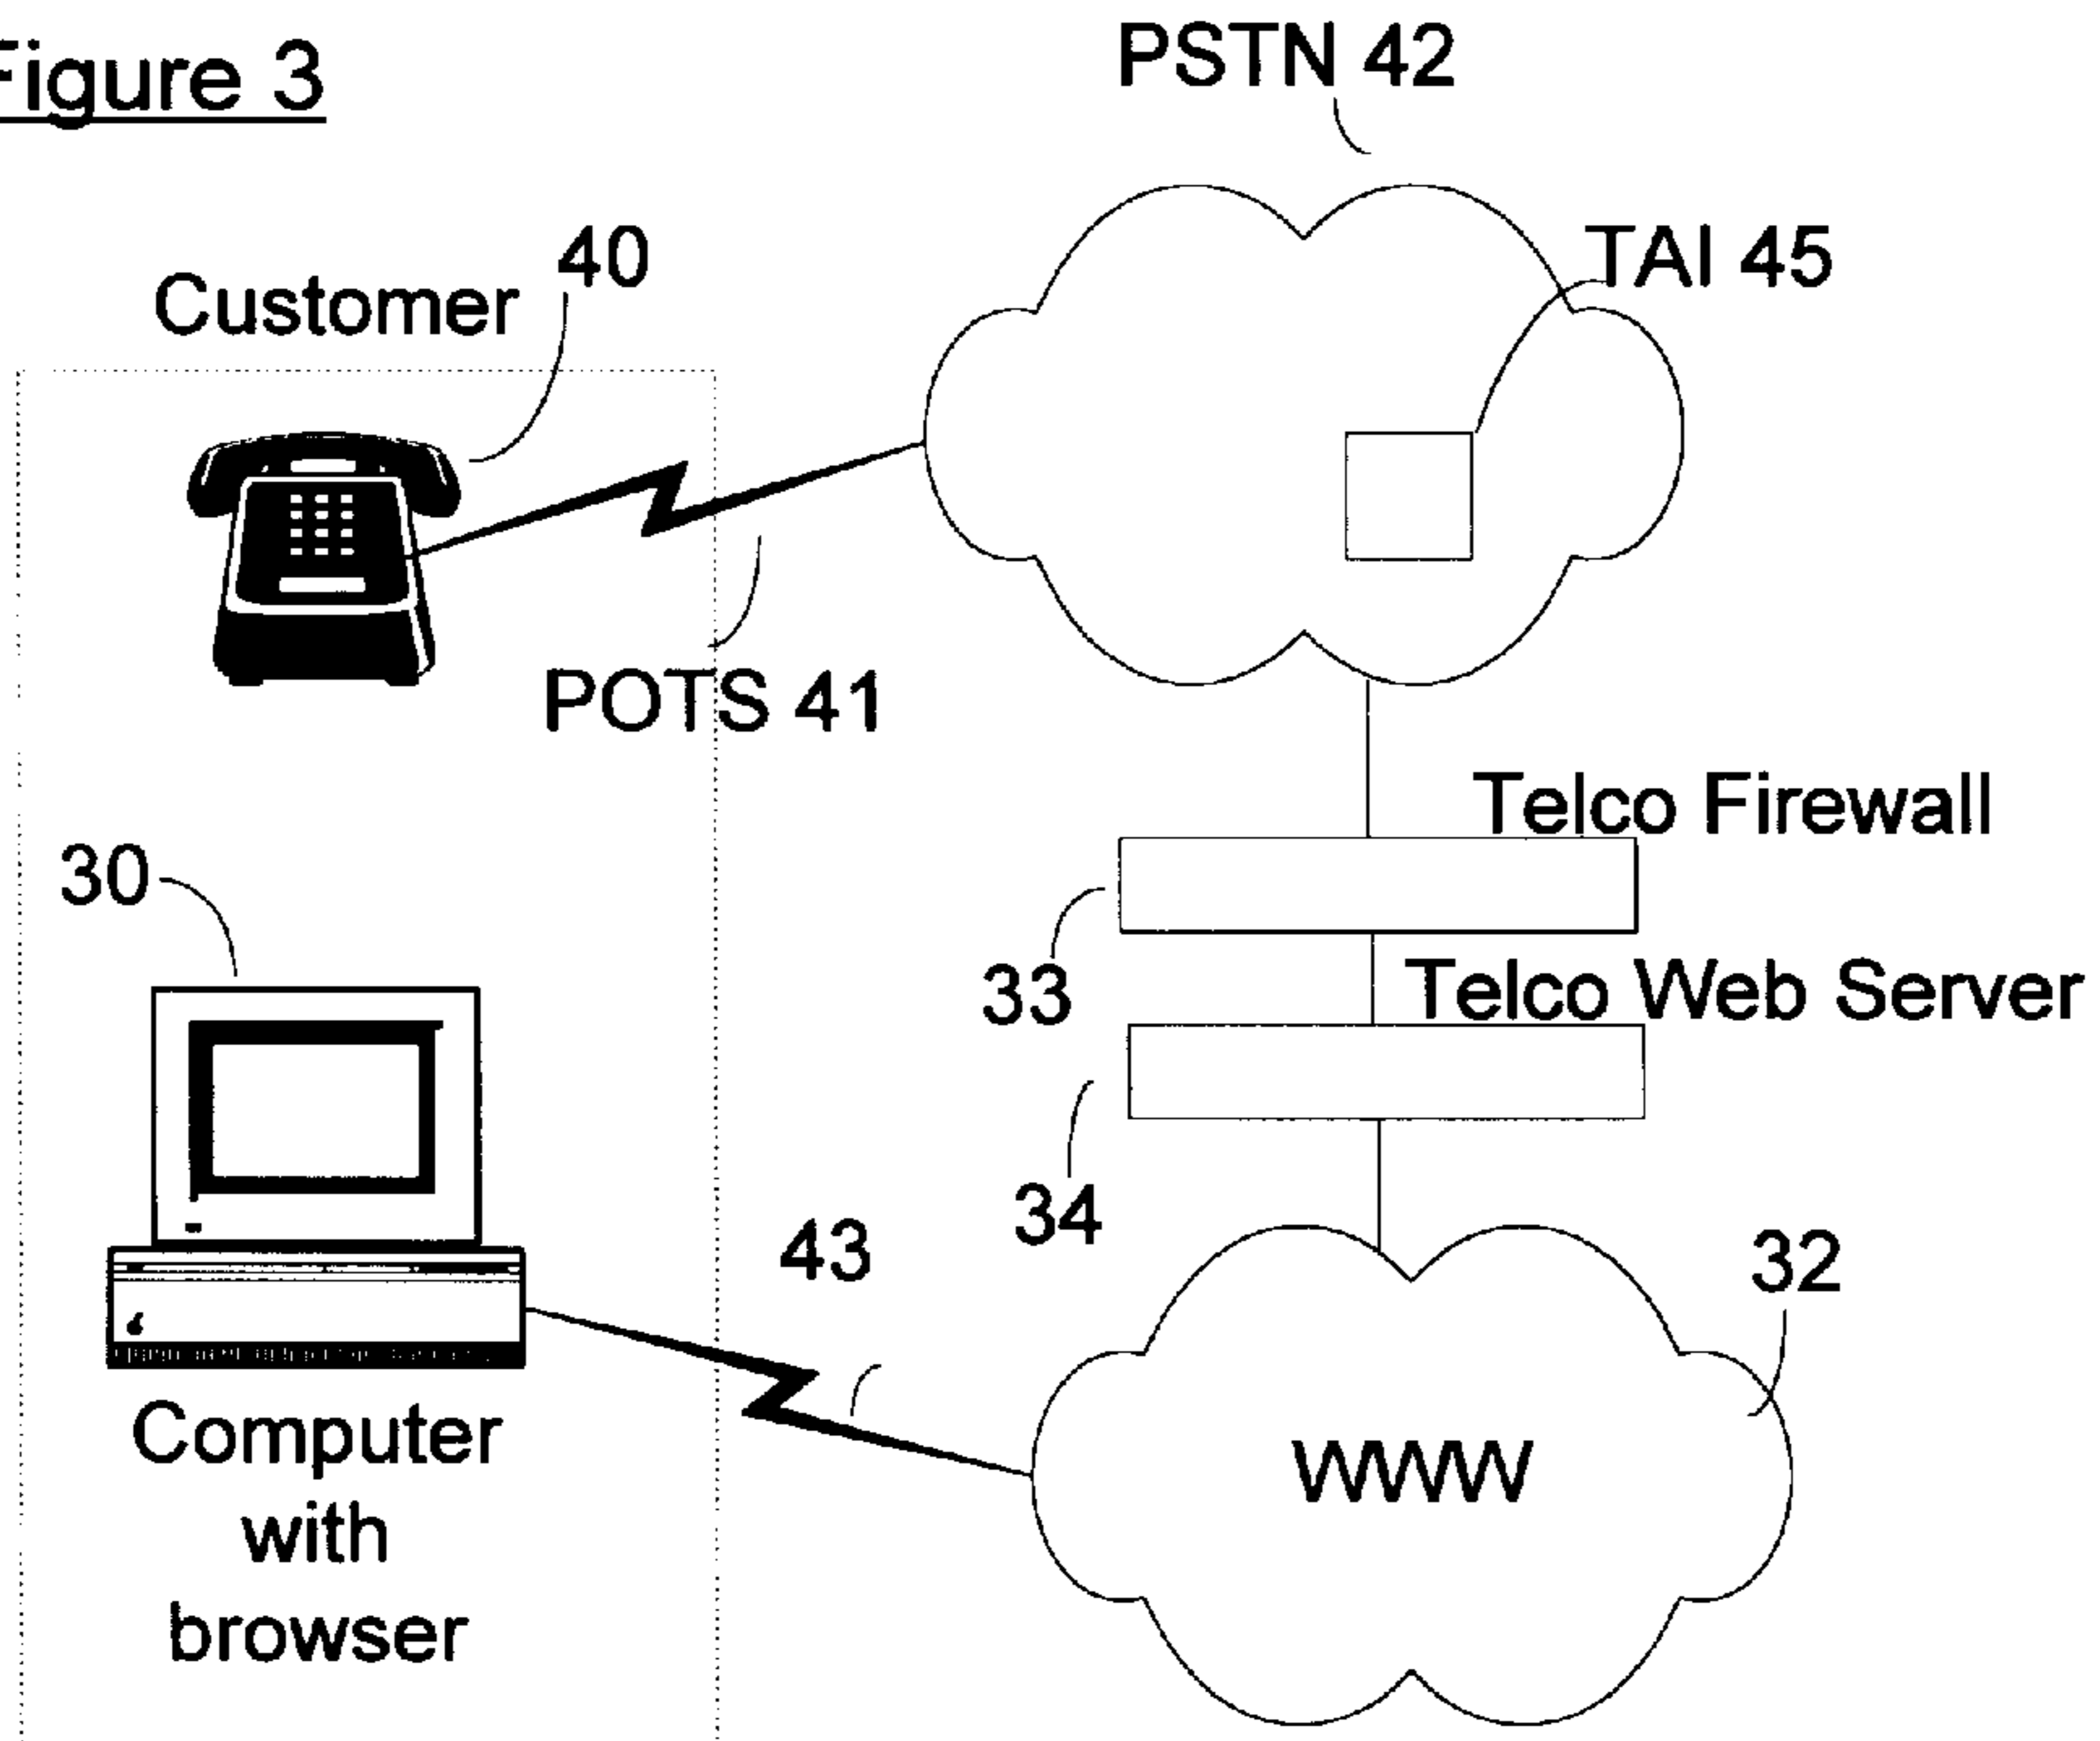 Figure 3
PSTN 42
40
TAI 45
Customer
POTS 41
Telco Firewall
30
33
Telco Web Server
34
43
32
WWW
Computer
with
browser